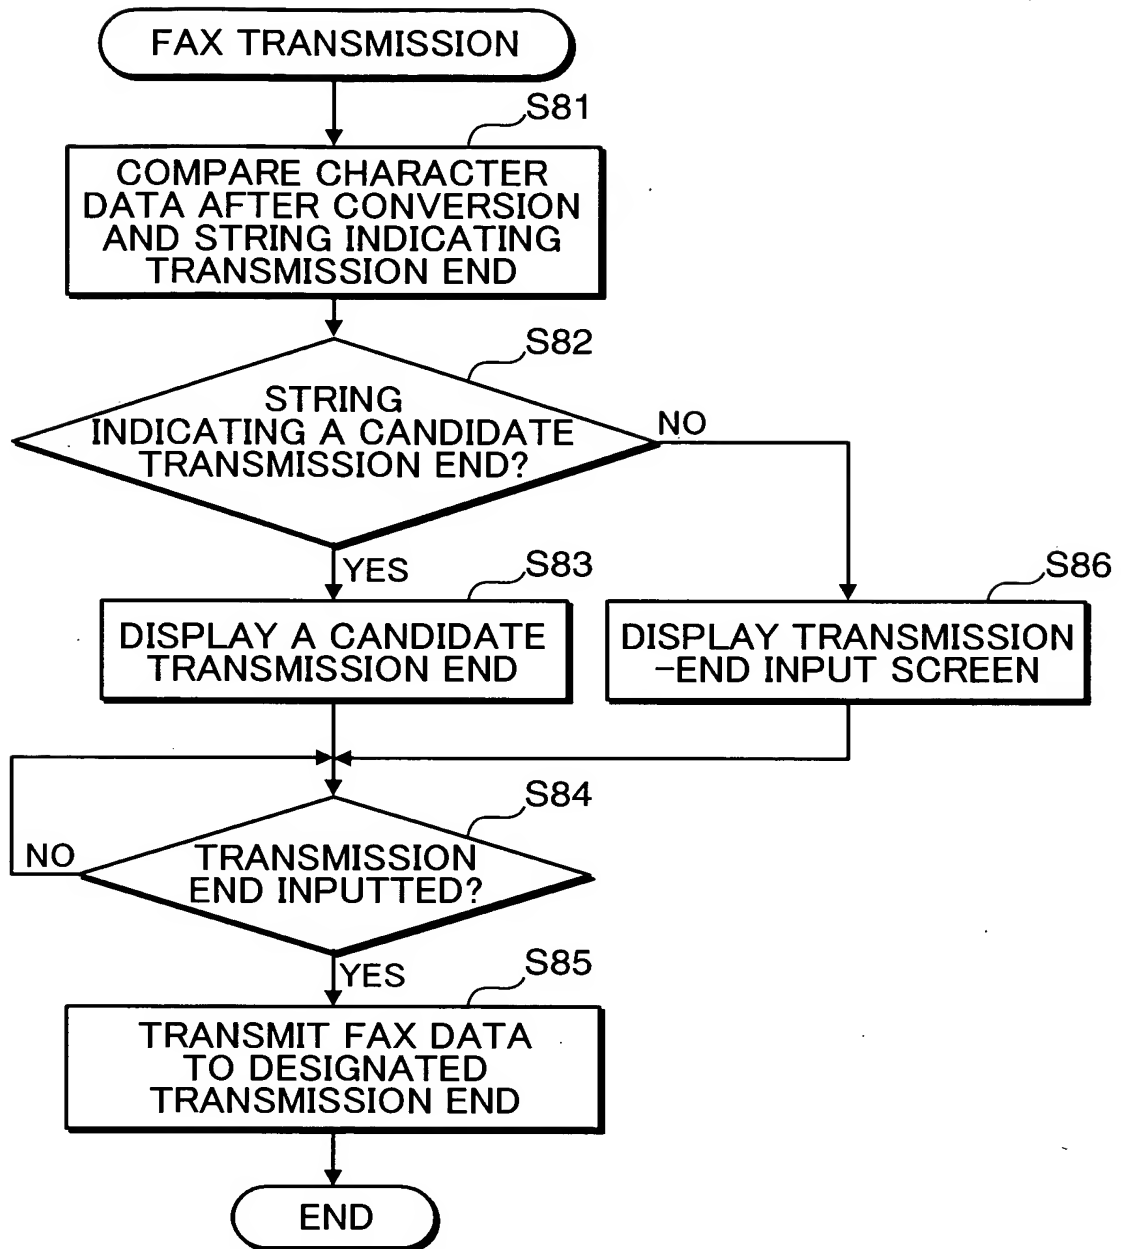 FAX TRANSMISSION
S81
COMPARE CHARACTER
DATA AFTER CONVERSION
AND STRING INDICATING
TRANSMISSION END
S82
STRING
INDICATING A CANDIDATE
TRANSMISSION END?
NO
YES
S83
DISPLAY A CANDIDATE
TRANSMISSION END
S86
DISPLAY TRANSMISSION
-END INPUT SCREEN
S84
TRANSMISSION
END INPUTTED?
NO
YES
S85
TRANSMIT FAX DATA
TO DESIGNATED
TRANSMISSION END
END